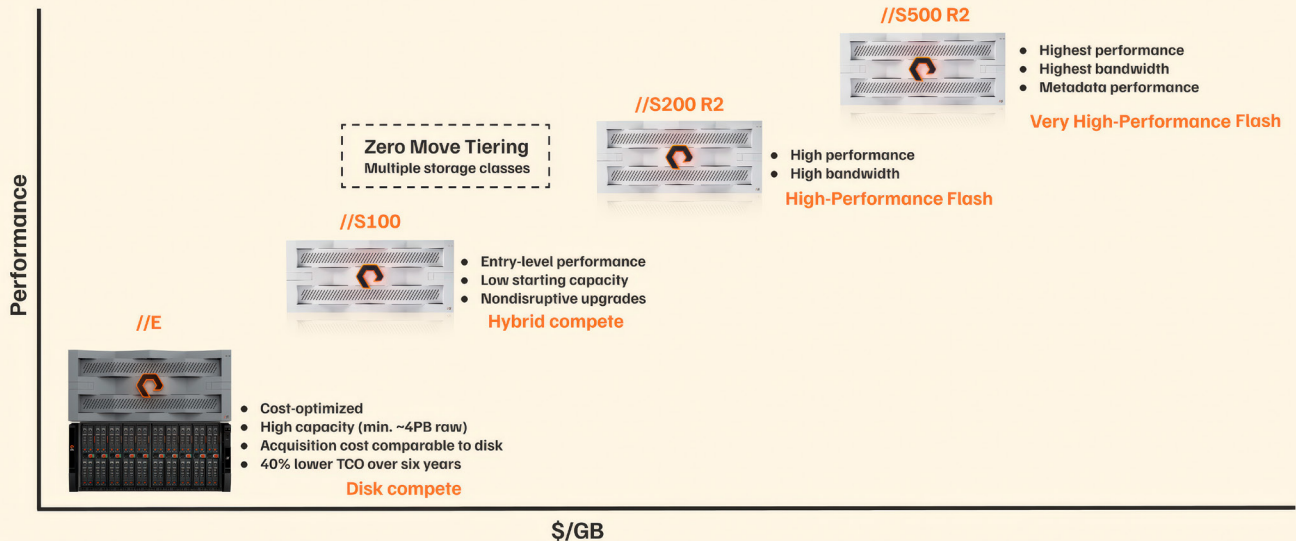 //S500 R2
Highest performance
Highest bandwidth
Metadata performance
Very High-Performance Flash
//S200 R2
High performance
High bandwidth
High-Performance Flash
Zero Move Tiering
Multiple storage classes
//S100
Entry-level performance
Low starting capacity
Nondisruptive upgrades
Hybrid compete
//E
Cost-optimized
High capacity (min. ~4PB raw)
Acquisition cost comparable to disk
40% lower TCO over six years
Disk compete
Performance
$/GB